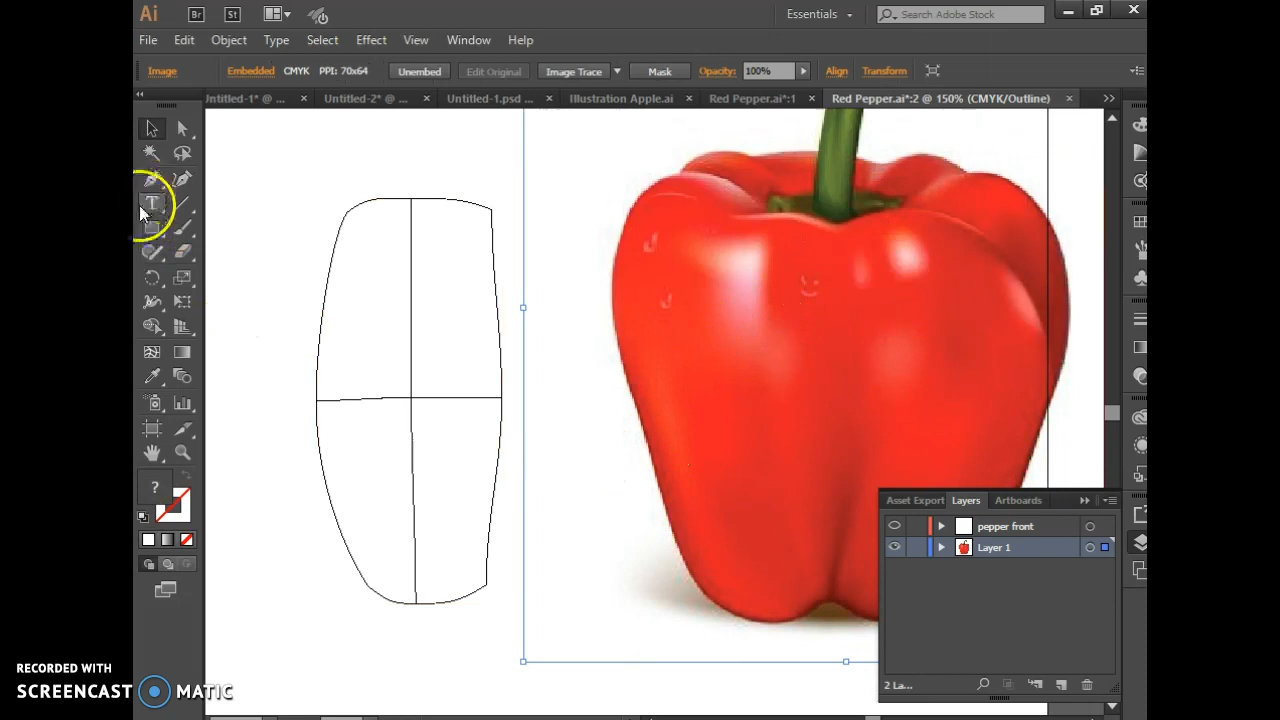 Ai Br St Essentials Search Adobe Stock
File Edit Object Type Select Effect View Window Help
Image Embedded CMYK PPI: 70x64 Unembed Edit Original Image Trace Mask Opacity: 100% Align Transform
Untitled-1* @ ... Untitled-2* @ ... Untitled-1.psd ... Illustration Apple.ai Red Pepper.ai*:1 Red Pepper.ai*:2 @ 150% (CMYK/Outline)
T
?
Asset Export Layers Artboards
pepper front
Layer 1
2 La...
RECORDED WITH
SCREENCAST MATIC